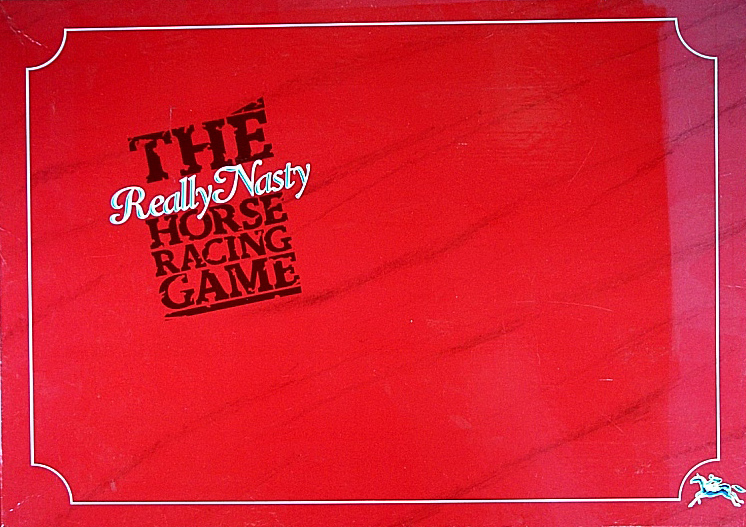 THE
Really Nasty
HORSE
RACING
GAME